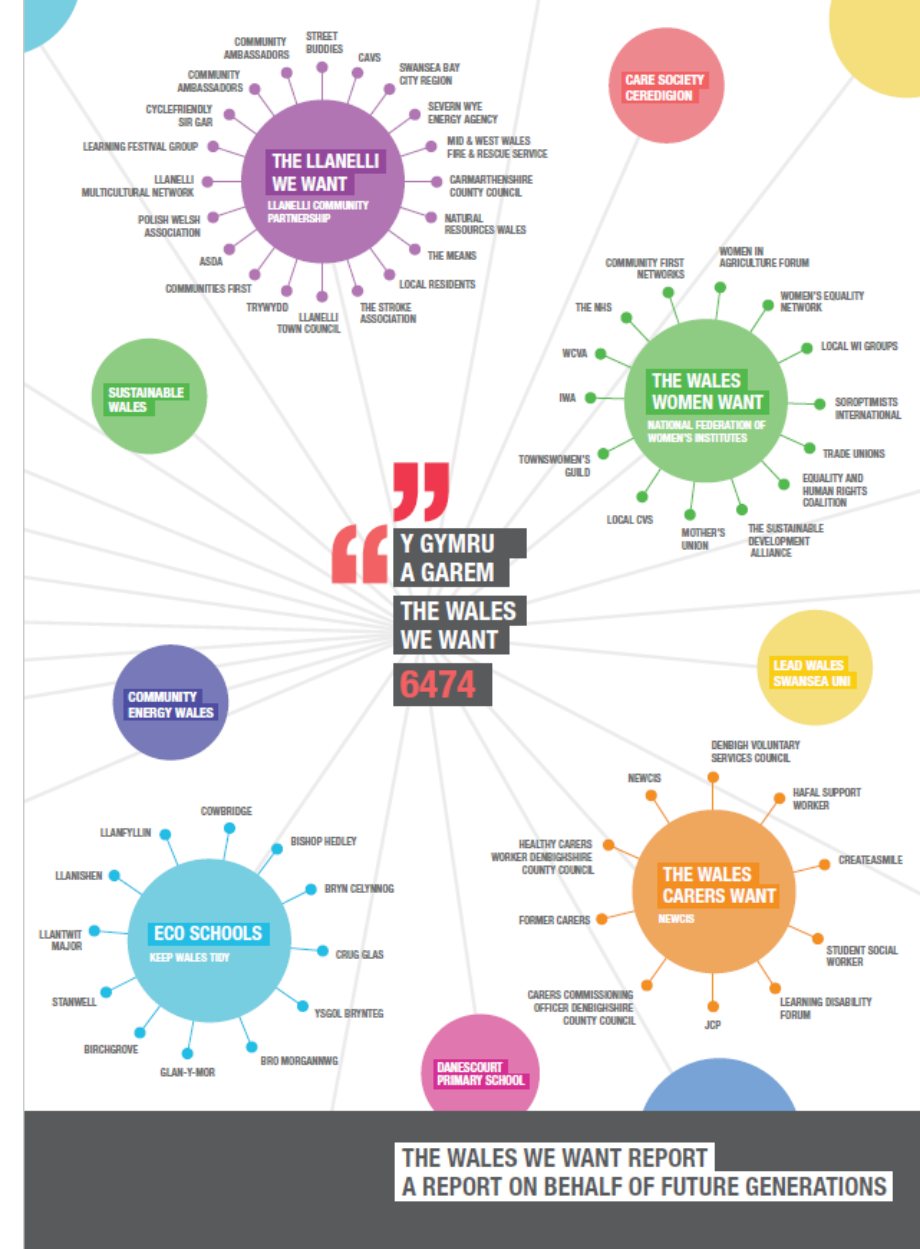 STREET
BUDDIES
COMMUNITY
AMBASSADORS
CAVS
COMMUNITY
AMBASSADORS
SWANSEA BAY
CITY REGION
CYCLEFRIENDLY
SIR GAR
SEVERN WYE
ENERGY AGENCY
LEARNING FESTIVAL GROUP
MID & WEST WALES
FIRE & RESCUE SERVICE
LLANELLI
MULTICULTURAL NETWORK
CARMARTHENSHIRE
COUNTY COUNCIL
POLISH WELSH
ASSOCIATION
NATURAL
RESOURCES WALES
ASDA
THE MEANS
COMMUNITIES FIRST
LOCAL RESIDENTS
TRYWYDD
LLANELLI
TOWN COUNCIL
THE STROKE
ASSOCIATION
THE LLANELLI
WE WANT
LLANELLI COMMUNITY
PARTNERSHIP
CARE SOCIETY
CEREDIGION
WOMEN IN
AGRICULTURE FORUM
COMMUNITY FIRST
NETWORKS
WOMEN'S EQUALITY
NETWORK
THE NHS
LOCAL WI GROUPS
WCVA
IWA
SOROPTIMISTS
INTERNATIONAL
TOWNSWOMEN'S
GUILD
TRADE UNIONS
EQUALITY AND
HUMAN RIGHTS
COALITION
LOCAL CVS
MOTHER'S
UNION
THE SUSTAINABLE
DEVELOPMENT
ALLIANCE
THE WALES
WOMEN WANT
NATIONAL FEDERATION OF
WOMEN'S INSTITUTES
SUSTAINABLE
WALES
”
“
Y GYMRU
A GAREM
THE WALES
WE WANT
6474
COMMUNITY
ENERGY WALES
LEAD WALES
SWANSEA UNI
COWBRIDGE
LLANFYLLIN
BISHOP HEDLEY
LLANISHEN
BRYN CELYNNOG
LLANTWIT
MAJOR
CRUG GLAS
STANWELL
YSGOL BRYNTEG
BIRCHGROVE
GLAN-Y-MOR
BRO MORGANNWG
ECO SCHOOLS
KEEP WALES TIDY
DENBIGH VOLUNTARY
SERVICES COUNCIL
NEWCIS
HAFAL SUPPORT
WORKER
HEALTHY CARERS
WORKER DENBIGHSHIRE
COUNTY COUNCIL
CREATEASMILE
FORMER CARERS
STUDENT SOCIAL
WORKER
CARERS COMMISSIONING
OFFICER DENBIGHSHIRE
COUNTY COUNCIL
JCP
LEARNING DISABILITY
FORUM
THE WALES
CARERS WANT
NEWCIS
DANESCOURT
PRIMARY SCHOOL
THE WALES WE WANT REPORT
A REPORT ON BEHALF OF FUTURE GENERATIONS